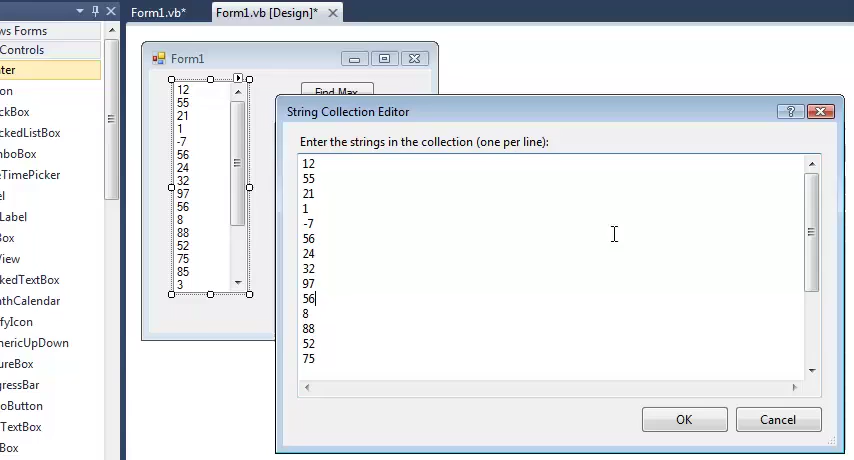 Form1.vb*
Form1.vb [Design]*
ws Forms
Controls
nter
on
ckBox
ckedListBox
mboBox
eTimePicker
el
Label
Box
View
kedTextBox
nthCalendar
ifyIcon
mericUpDown
ureBox
gressBar
oButton
TextBox
Box
Form1
12
55
21
1
-7
56
24
32
97
56
8
88
52
75
85
3
Find Max
String Collection Editor
Enter the strings in the collection (one per line):
12
55
21
1
-7
56
24
32
97
56
8
88
52
75
OK
Cancel